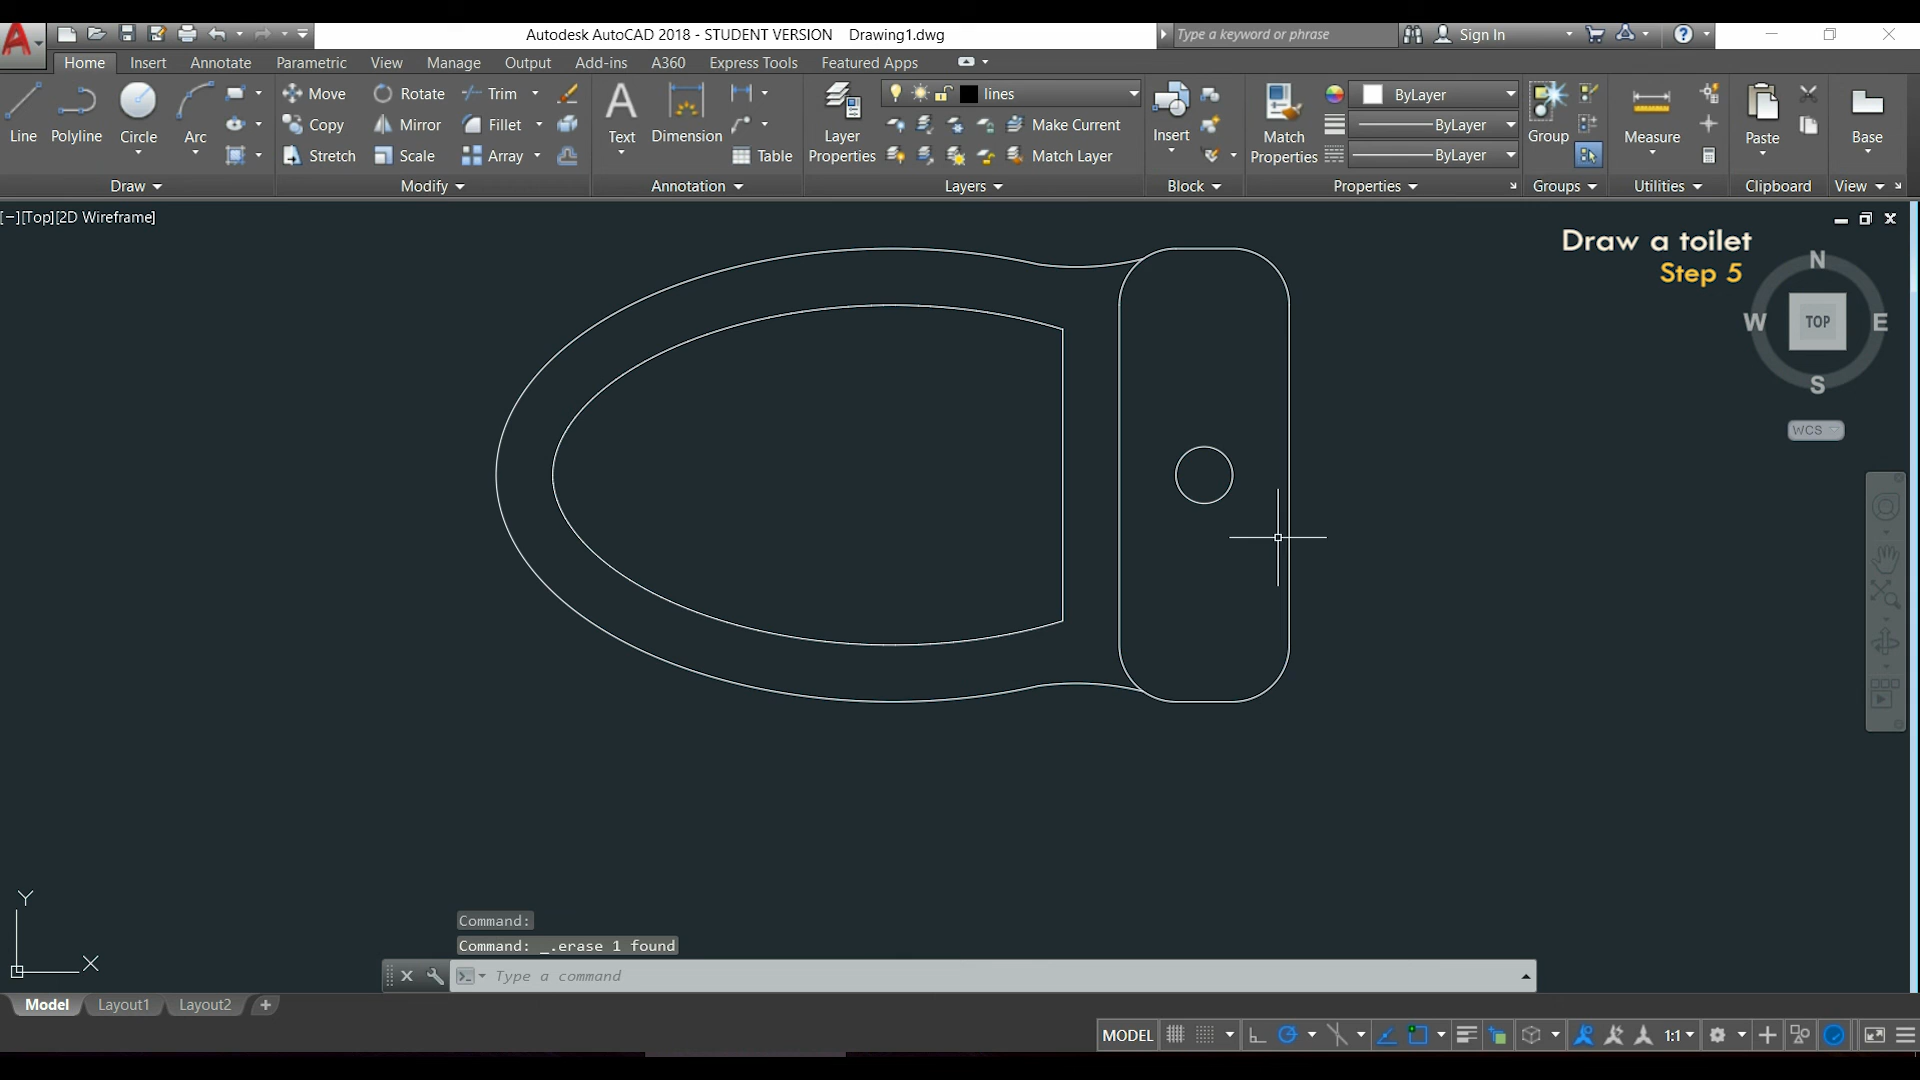 Autodesk AutoCAD 2018 - STUDENT VERSION Drawing1.dwg
Type a keyword or phrase
Sign In
Home Insert Annotate Parametric View Manage Output Add-ins A360 Express Tools Featured Apps
Line Polyline Circle Arc
Move Rotate Trim
Copy Mirror Fillet
Stretch Scale Array
Text Dimension Table
Layer Properties
lines
Make Current
Match Layer
Insert
Match Properties
ByLayer
ByLayer
ByLayer
Group
Measure
Paste
Base
Draw Modify Annotation Layers Block Properties Groups Utilities Clipboard View
[−][Top][2D Wireframe]
Draw a toilet
Step 5
N
W TOP E
S
WCS
Y
X
Command:
Command: _.erase 1 found
Type a command
Model Layout1 Layout2
MODEL 1:1